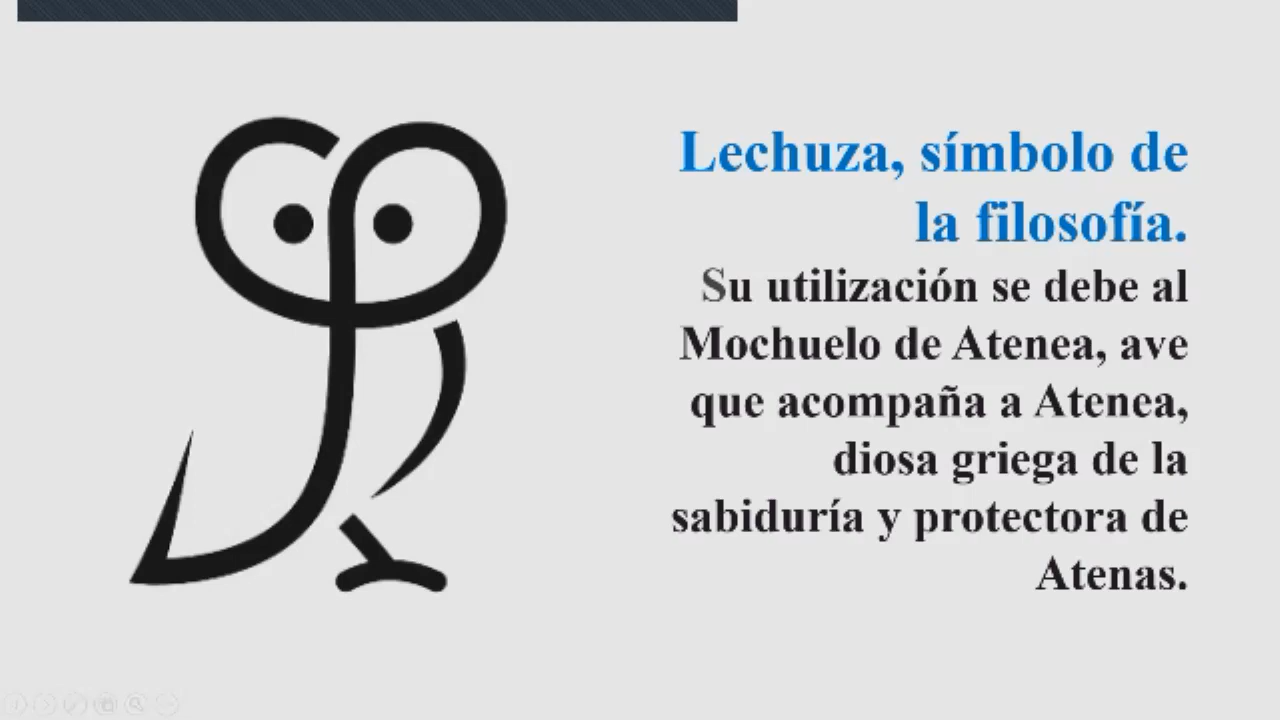 Lechuza, símbolo de
la filosofía.
Su utilización se debe al
Mochuelo de Atenea, ave
que acompaña a Atenea,
diosa griega de la
sabiduría y protectora de
Atenas.